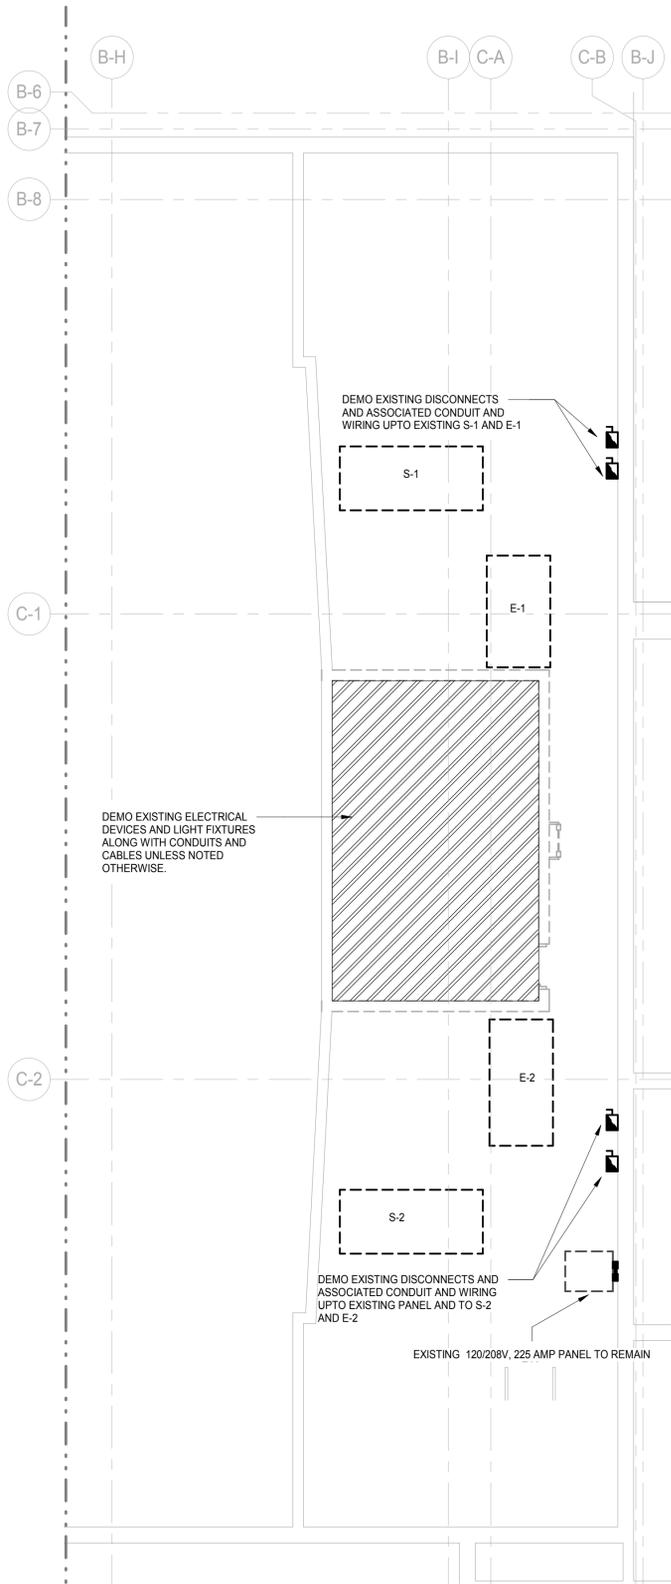 B-H
B-I
C-A
C-B
B-J
B-6
B-7
B-8
DEMO EXISTING DISCONNECTS
AND ASSOCIATED CONDUIT AND
WIRING UPTO EXISTING S-1 AND E-1
S-1
E-1
C-1
DEMO EXISTING ELECTRICAL
DEVICES AND LIGHT FIXTURES
ALONG WITH CONDUITS AND
CABLES UNLESS NOTED
OTHERWISE.
E-2
C-2
S-2
DEMO EXISTING DISCONNECTS AND
ASSOCIATED CONDUIT AND WIRING
UPTO EXISTING PANEL AND TO S-2
AND E-2
EXISTING 120/208V, 225 AMP PANEL TO REMAIN